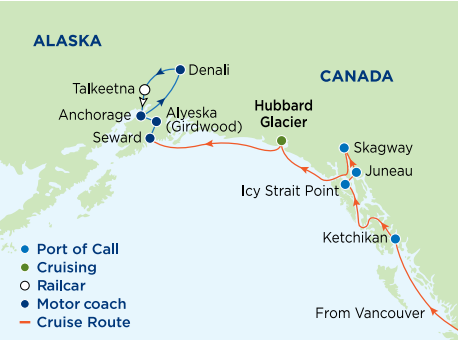 ALASKA
Denali
CANADA
Talkeetna
Hubbard
Glacier
Anchorage
Alyeska
(Girdwood)
Seward
Skagway
Juneau
Icy Strait Point
Ketchikan
Port of Call
Cruising
Railcar
Motor coach
Cruise Route
From Vancouver